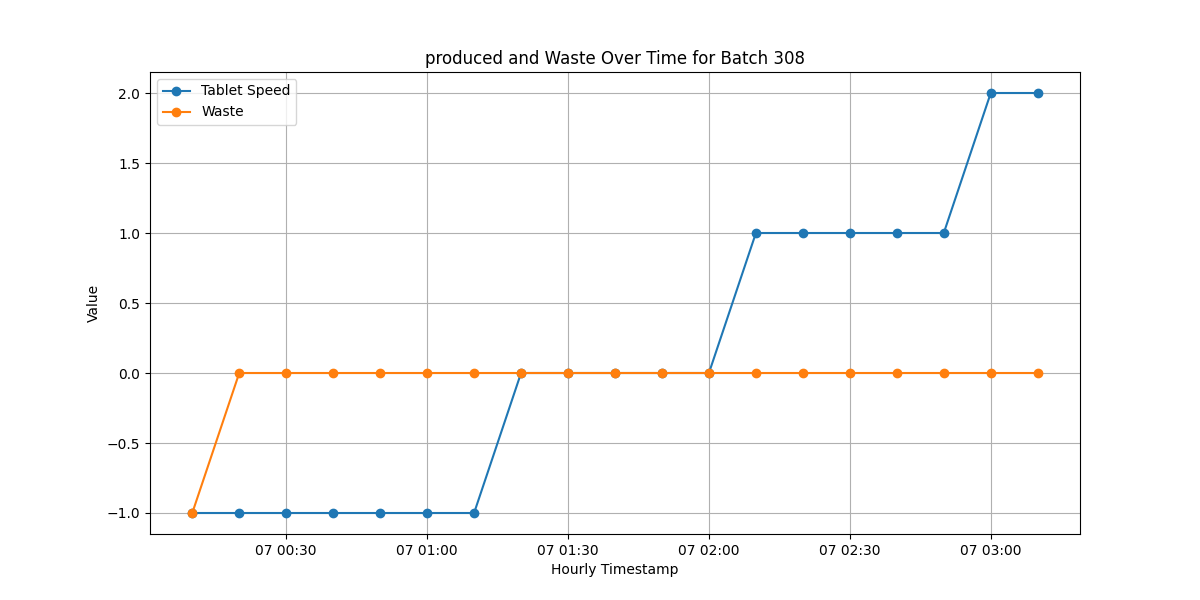 produced and Waste Over Time for Batch 308
Tablet Speed
Waste
2.0
1.5
1.0
0.5
0.0
−0.5
−1.0
Value
07 00:30
07 01:00
07 01:30
07 02:00
07 02:30
07 03:00
Hourly Timestamp